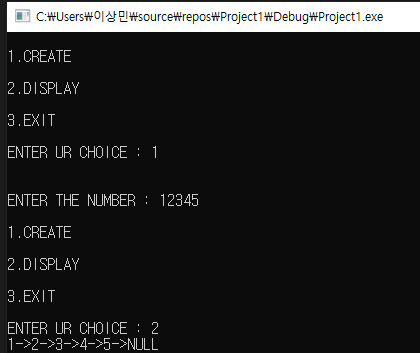 C:₩Users₩이상민₩source₩repos₩Project1₩Debug₩Project1.exe
1.CREATE
2.DISPLAY
3.EXIT
ENTER UR CHOICE : 1
ENTER THE NUMBER : 12345
1.CREATE
2.DISPLAY
3.EXIT
ENTER UR CHOICE : 2
1->2->3->4->5->NULL